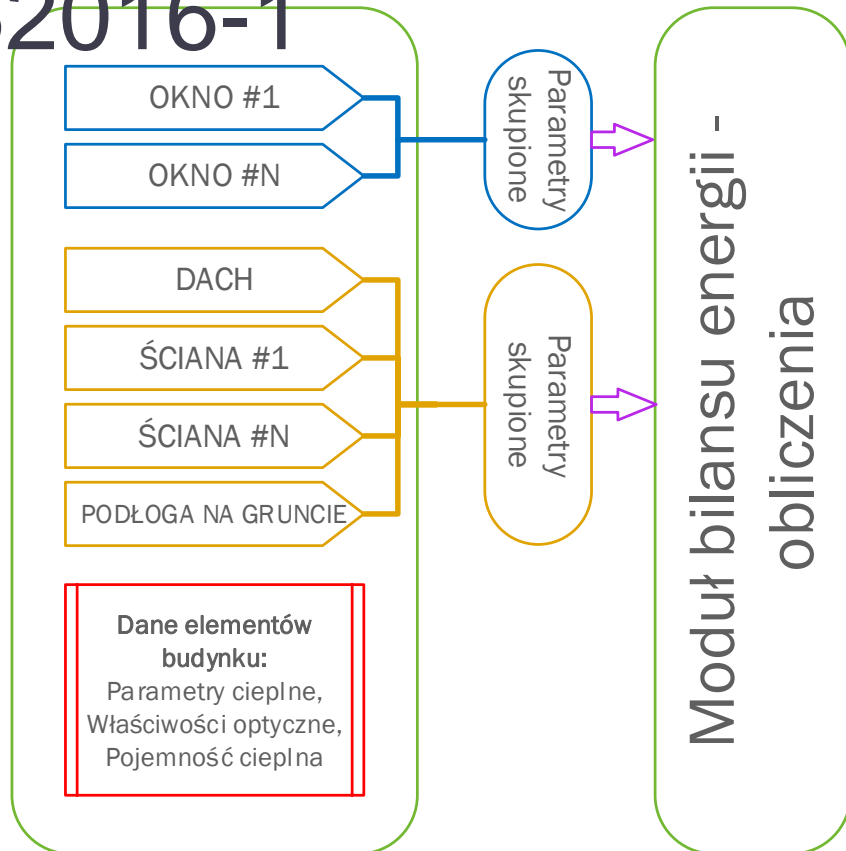 2016-1
OKNO #1
OKNO #N
DACH
ŚCIANA #1
ŚCIANA #N
PODŁOGA NA GRUNCIE
Dane elementów
budynku:
Parametry cieplne,
Właściwości optyczne,
Pojemność cieplna
Parametry
skupione
Parametry
skupione
Moduł bilansu energii -
obliczenia